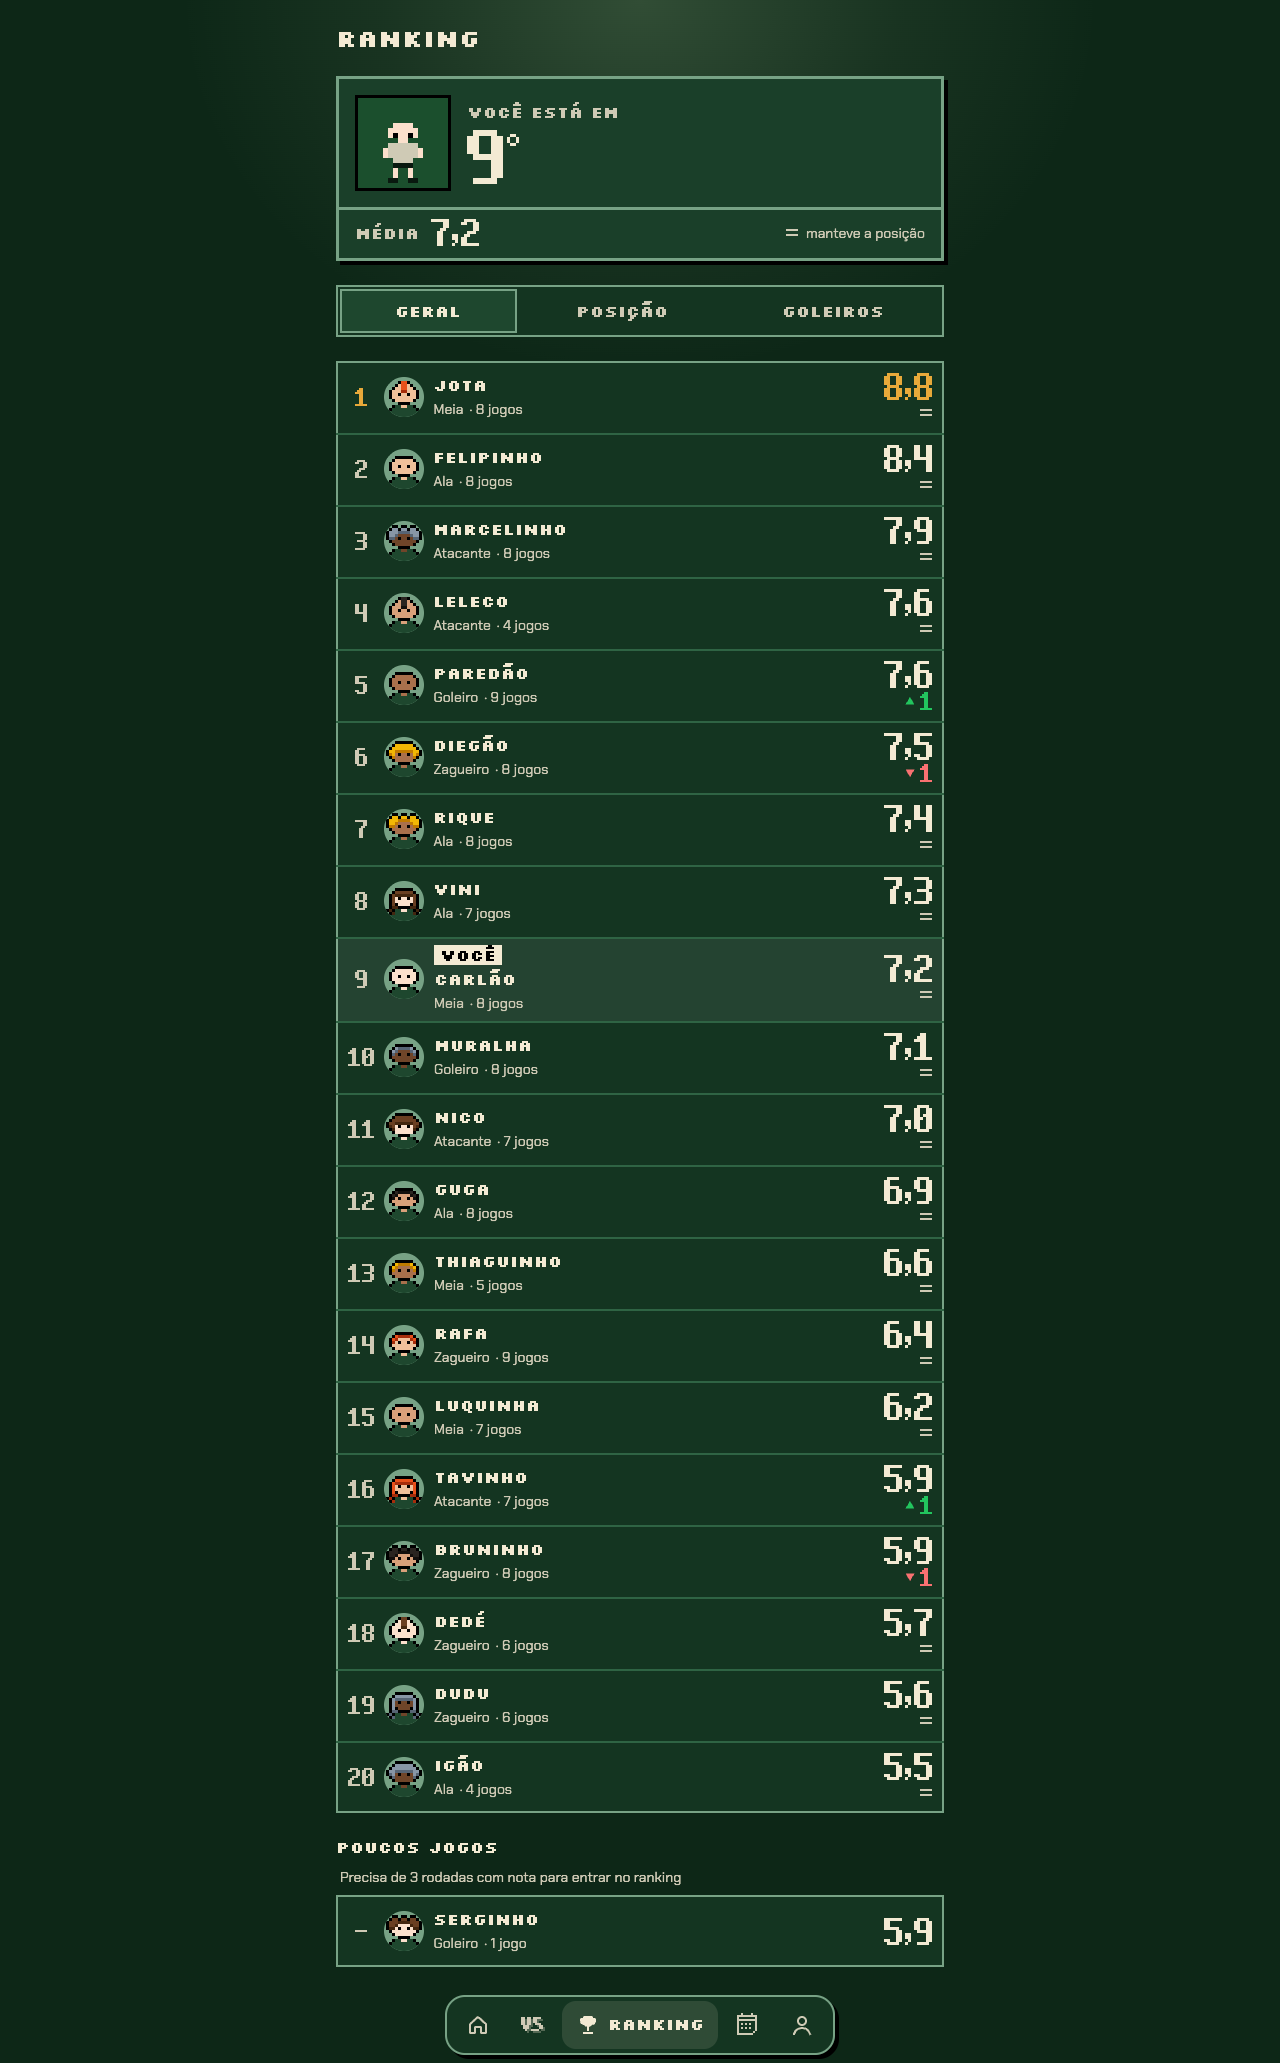 RANKING
VOCÊ ESTÁ EM
9°
MÉDIA 7,2
= manteve a posição
GERAL POSIÇÃO GOLEIROS
1 JOTA 8,8
Meia · 8 jogos =
2 FELIPINHO 8,4
Ala · 8 jogos =
3 MARCELINHO 7,9
Atacante · 8 jogos =
4 LELECO 7,6
Atacante · 4 jogos =
5 PAREDÃO 7,6
Goleiro · 9 jogos ▲1
6 DIEGÃO 7,5
Zagueiro · 8 jogos ▼1
7 RIQUE 7,4
Ala · 8 jogos =
8 VINI 7,3
Ala · 7 jogos =
VOCÊ
9 CARLÃO 7,2
Meia · 8 jogos =
10 MURALHA 7,1
Goleiro · 8 jogos =
11 NICO 7,0
Atacante · 7 jogos =
12 GUGA 6,9
Ala · 8 jogos =
13 THIAGUINHO 6,6
Meia · 5 jogos =
14 RAFA 6,4
Zagueiro · 9 jogos =
15 LUQUINHA 6,2
Meia · 7 jogos =
16 TAVINHO 5,9
Atacante · 7 jogos ▲1
17 BRUNINHO 5,9
Zagueiro · 8 jogos ▼1
18 DEDÉ 5,7
Zagueiro · 6 jogos =
19 DUDU 5,6
Zagueiro · 6 jogos =
20 IGÃO 5,5
Ala · 4 jogos =
POUCOS JOGOS
Precisa de 3 rodadas com nota para entrar no ranking
– SERGINHO 5,9
Goleiro · 1 jogo
VS RANKING